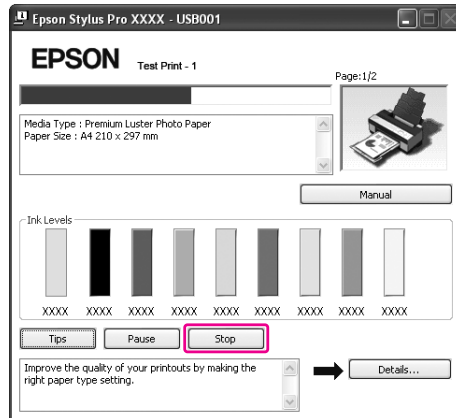 Epson Stylus Pro XXXX - USB001
EPSON Test Print - 1
Page:1/2
Media Type : Premium Luster Photo Paper
Paper Size : A4 210 x 297 mm
Manual
Ink Levels
XXXX XXXX XXXX XXXX XXXX XXXX XXXX XXXX XXXX
Tips Pause Stop
Improve the quality of your printouts by making the
right paper type setting.
Details...